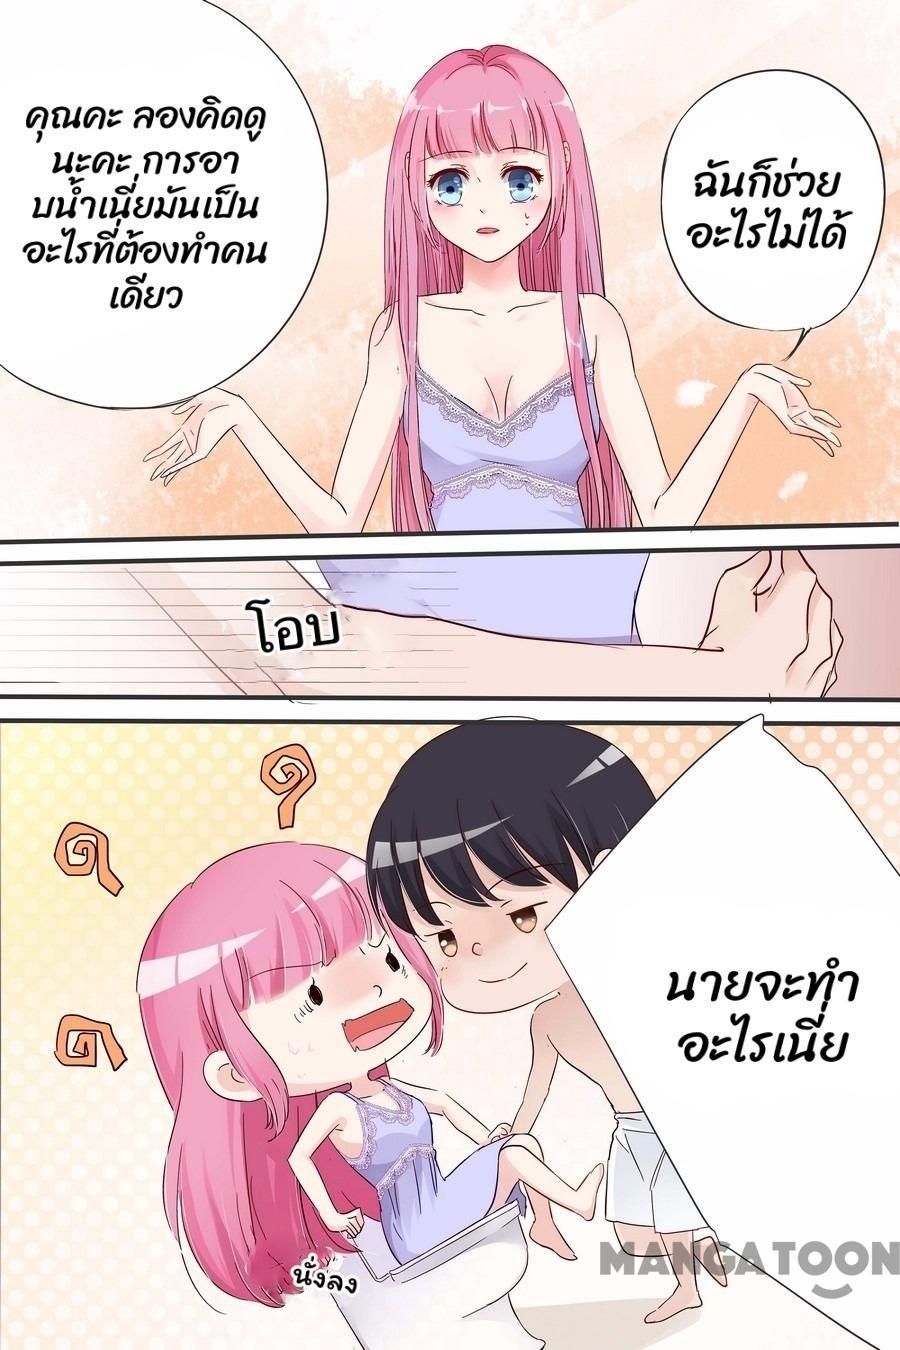 คุณคะ ลองคิดดู
นะคะ การอา
บน้ำเนี่ยมันเป็น
อะไรที่ต้องทำคน
เดียว
ฉันก็ช่วย
อะไรไม่ได้
โอบ
นายจะทำ
อะไรเนี่ย
นั่งลง
MANGATOON